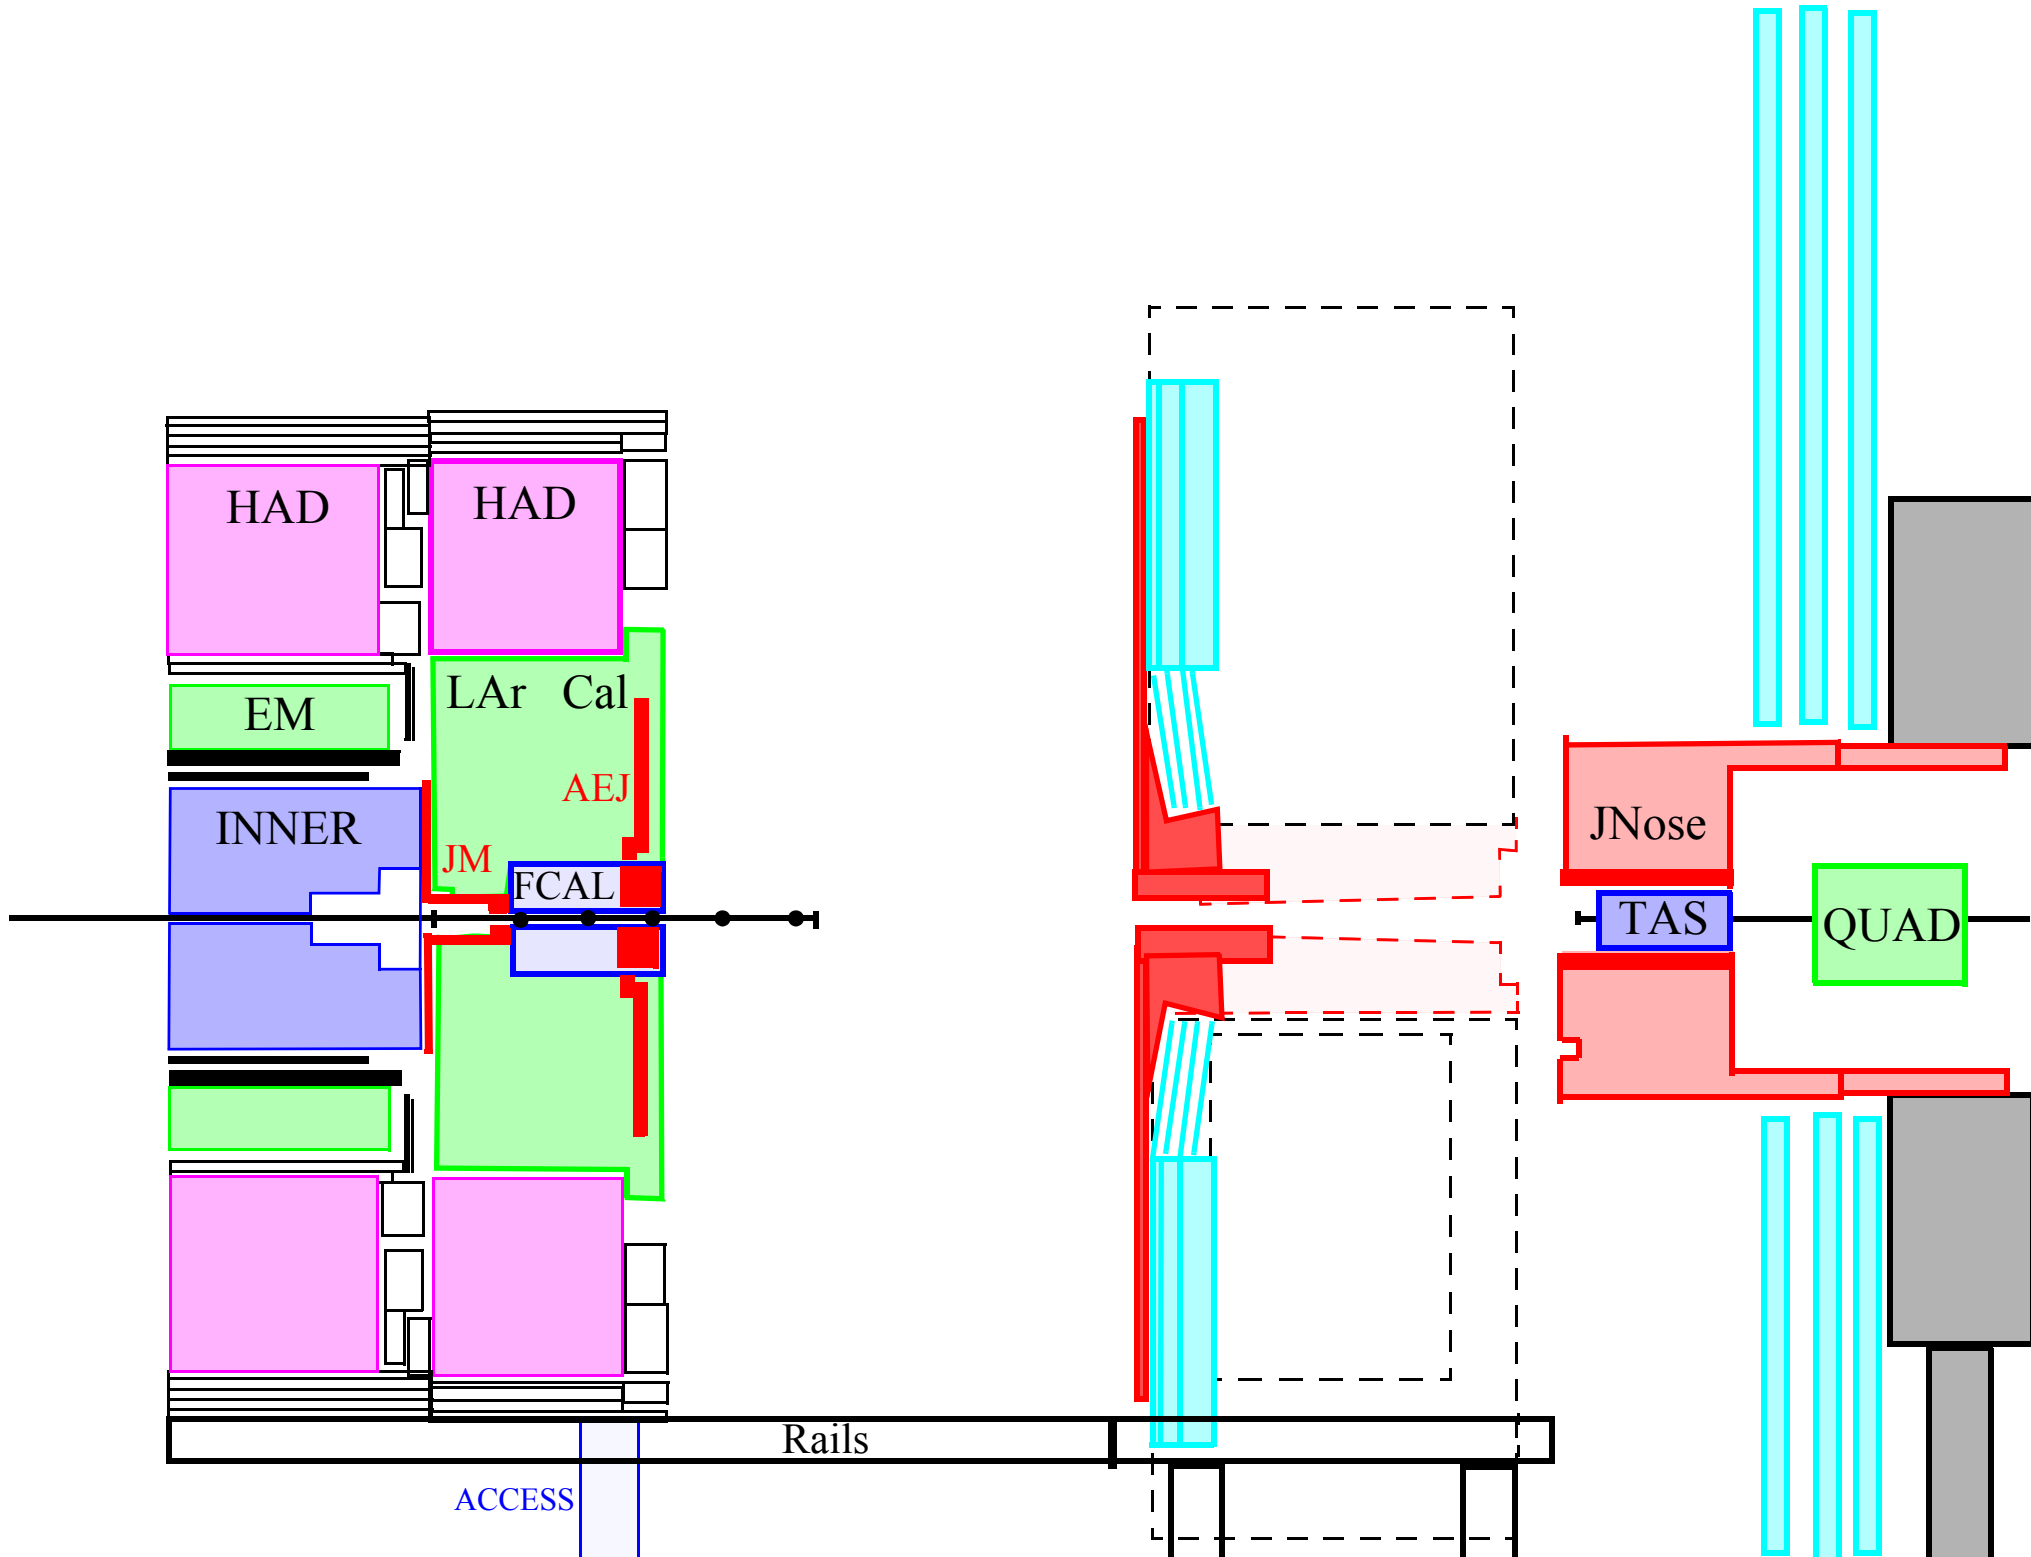 HAD HAD
LAr Cal
EM
AEJ
INNER
JNose
JM
FCAL
TAS
QUAD
Rails
ACCESS